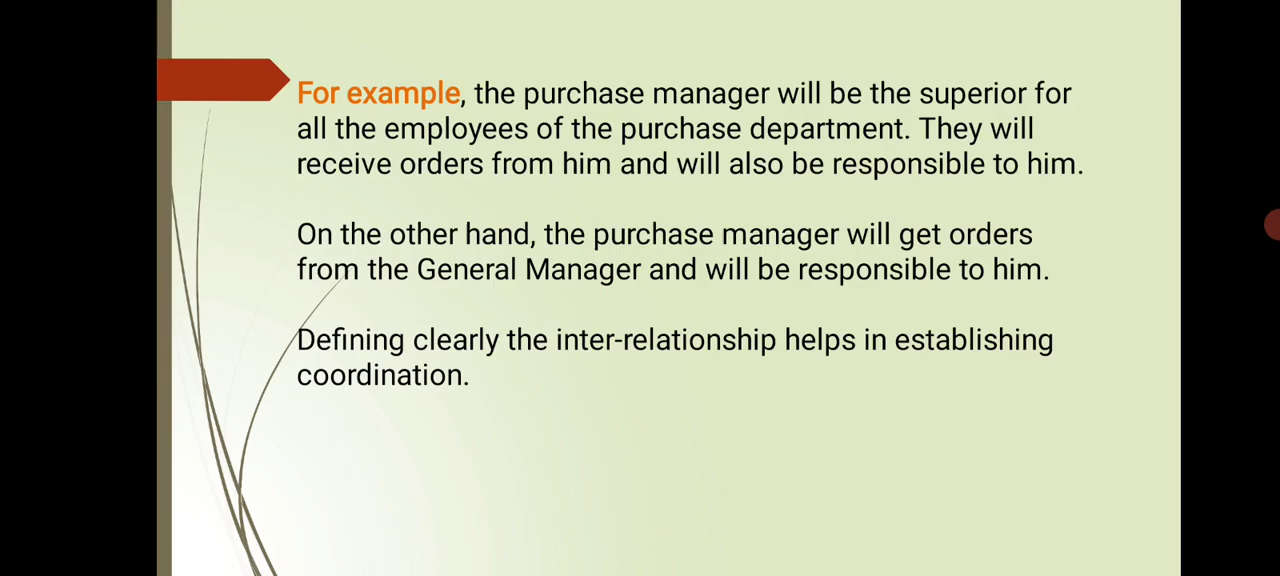 For example, the purchase manager will be the superior for
all the employees of the purchase department. They will
receive orders from him and will also be responsible to him.
On the other hand, the purchase manager will get orders
from the General Manager and will be responsible to him.
Defining clearly the inter-relationship helps in establishing
coordination.